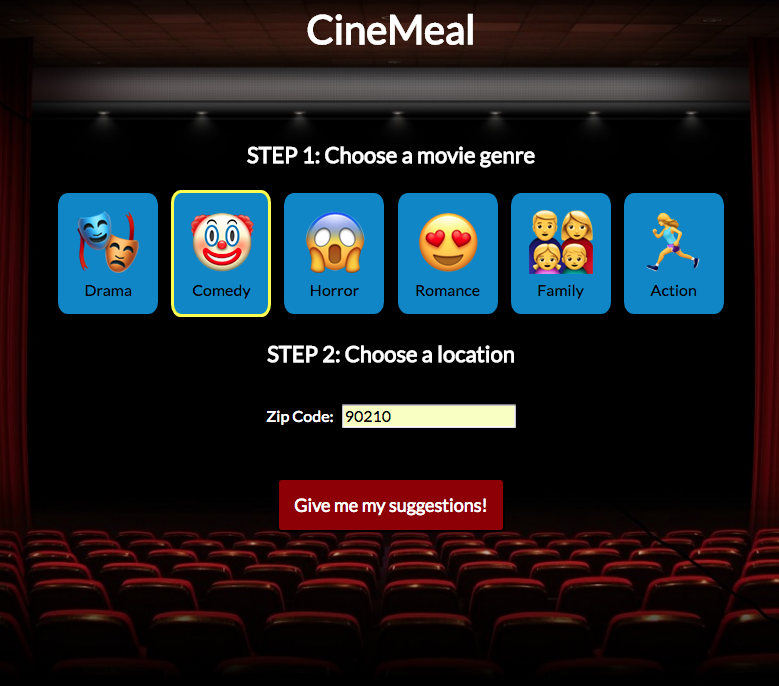 CineMeal
STEP 1: Choose a movie genre
Drama
Comedy
Horror
Romance
Family
Action
STEP 2: Choose a location
Zip Code: 90210
Give me my suggestions!